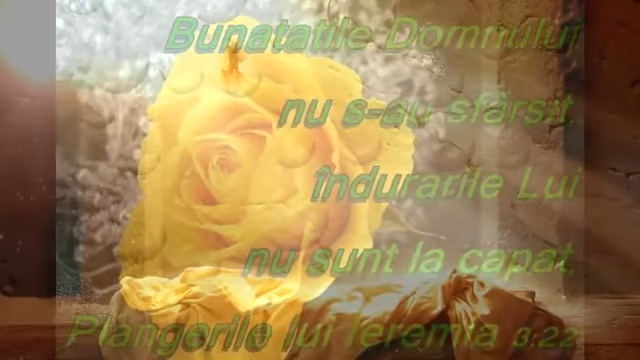 Bunatatile Domnului
nu s-au sfârsit
îndurarile Lui
nu sunt la capat
Plangerile lui Ieremia 3:22